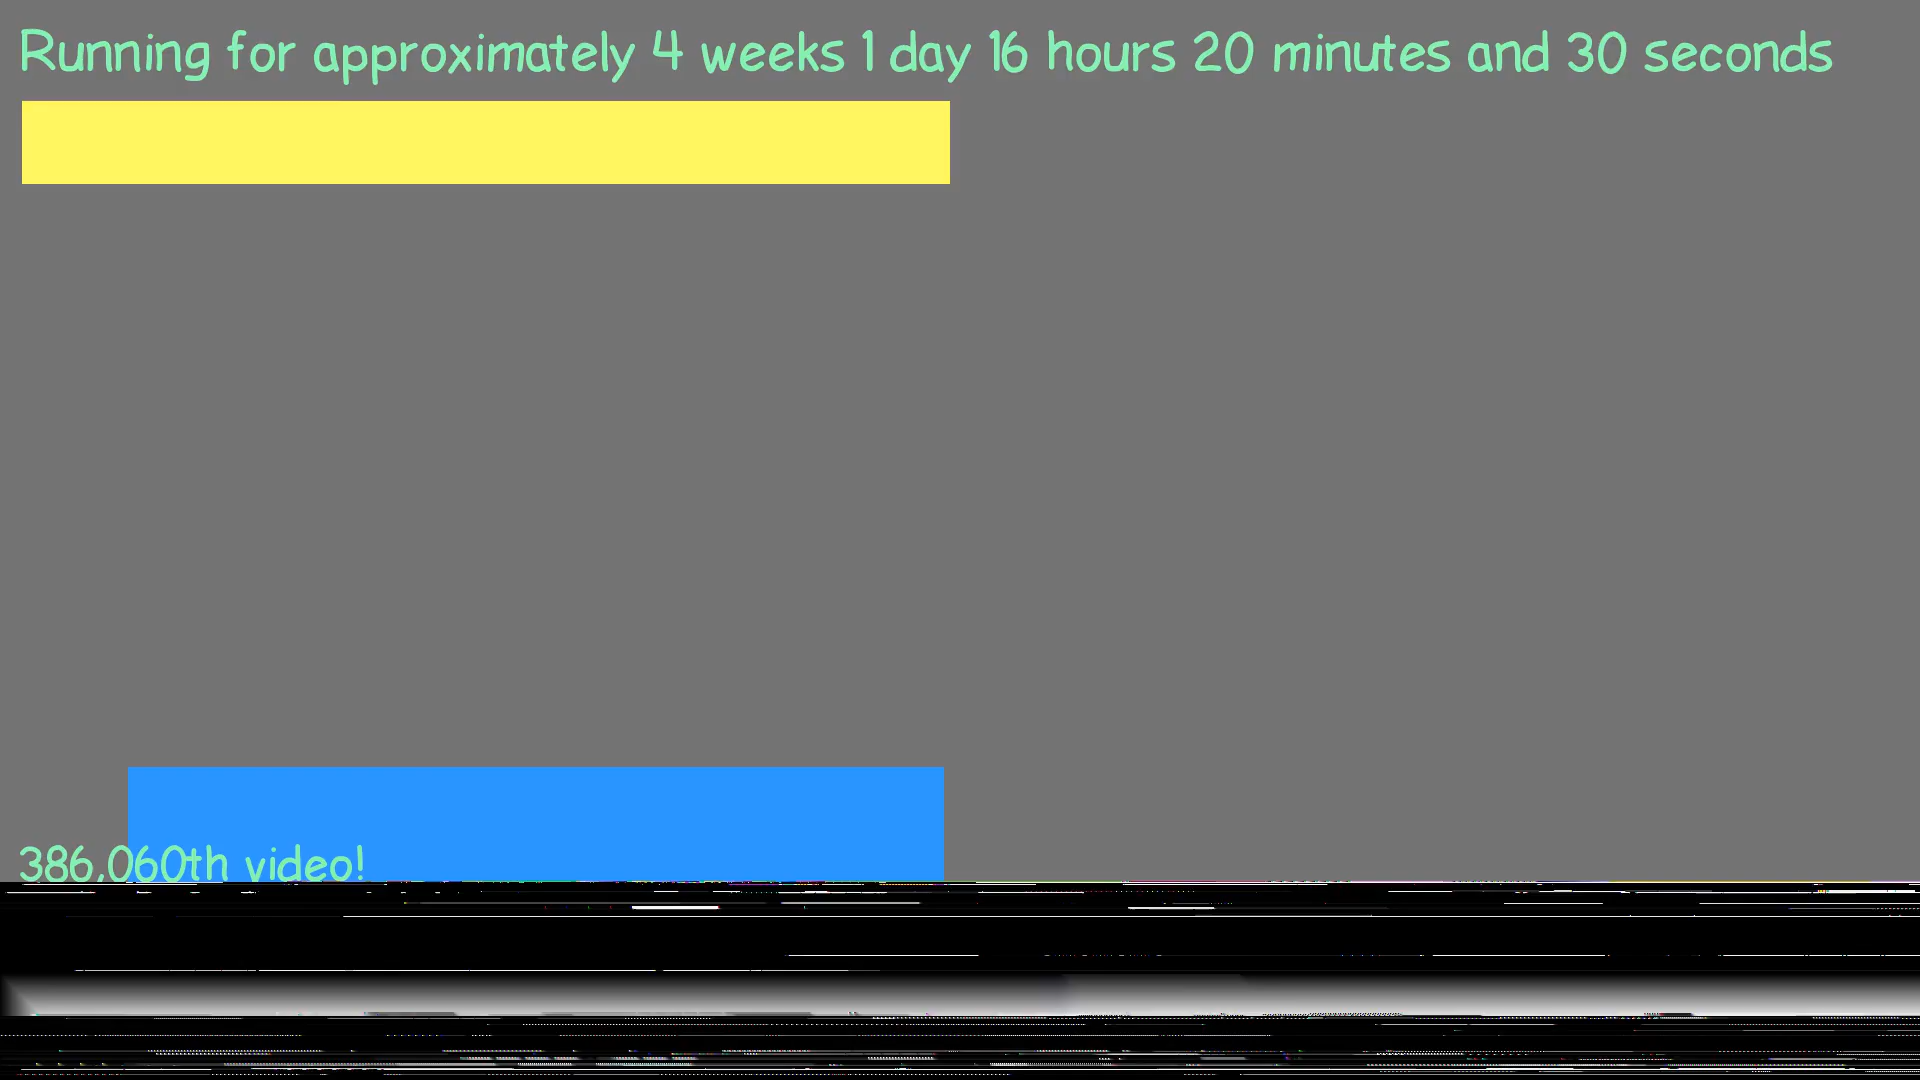 Running for approximately 4 weeks 1 day 16 hours 20 minutes and 30 seconds
386,060th video!